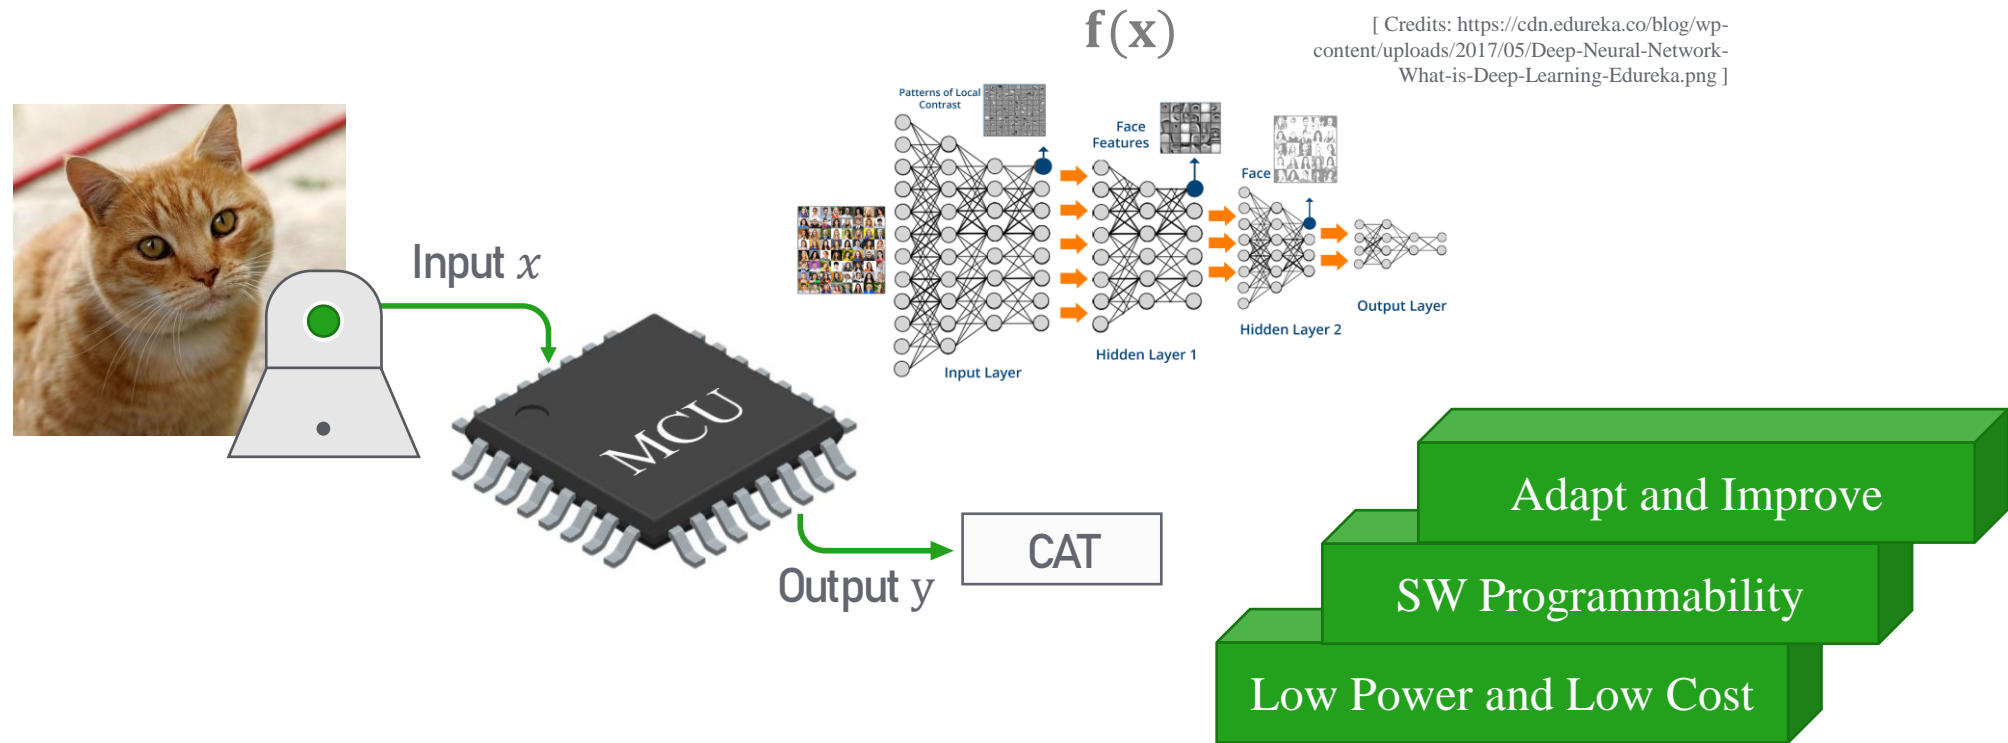 f(x)
[ Credits: https://cdn.edureka.co/blog/wp-
content/uploads/2017/05/Deep-Neural-Network-
What-is-Deep-Learning-Edureka.png ]
Patterns of Local
Contrast
Face
Features
Face
Input Layer
Hidden Layer 1
Hidden Layer 2
Output Layer
Input x
MCU
Output y
CAT
Adapt and Improve
SW Programmability
Low Power and Low Cost